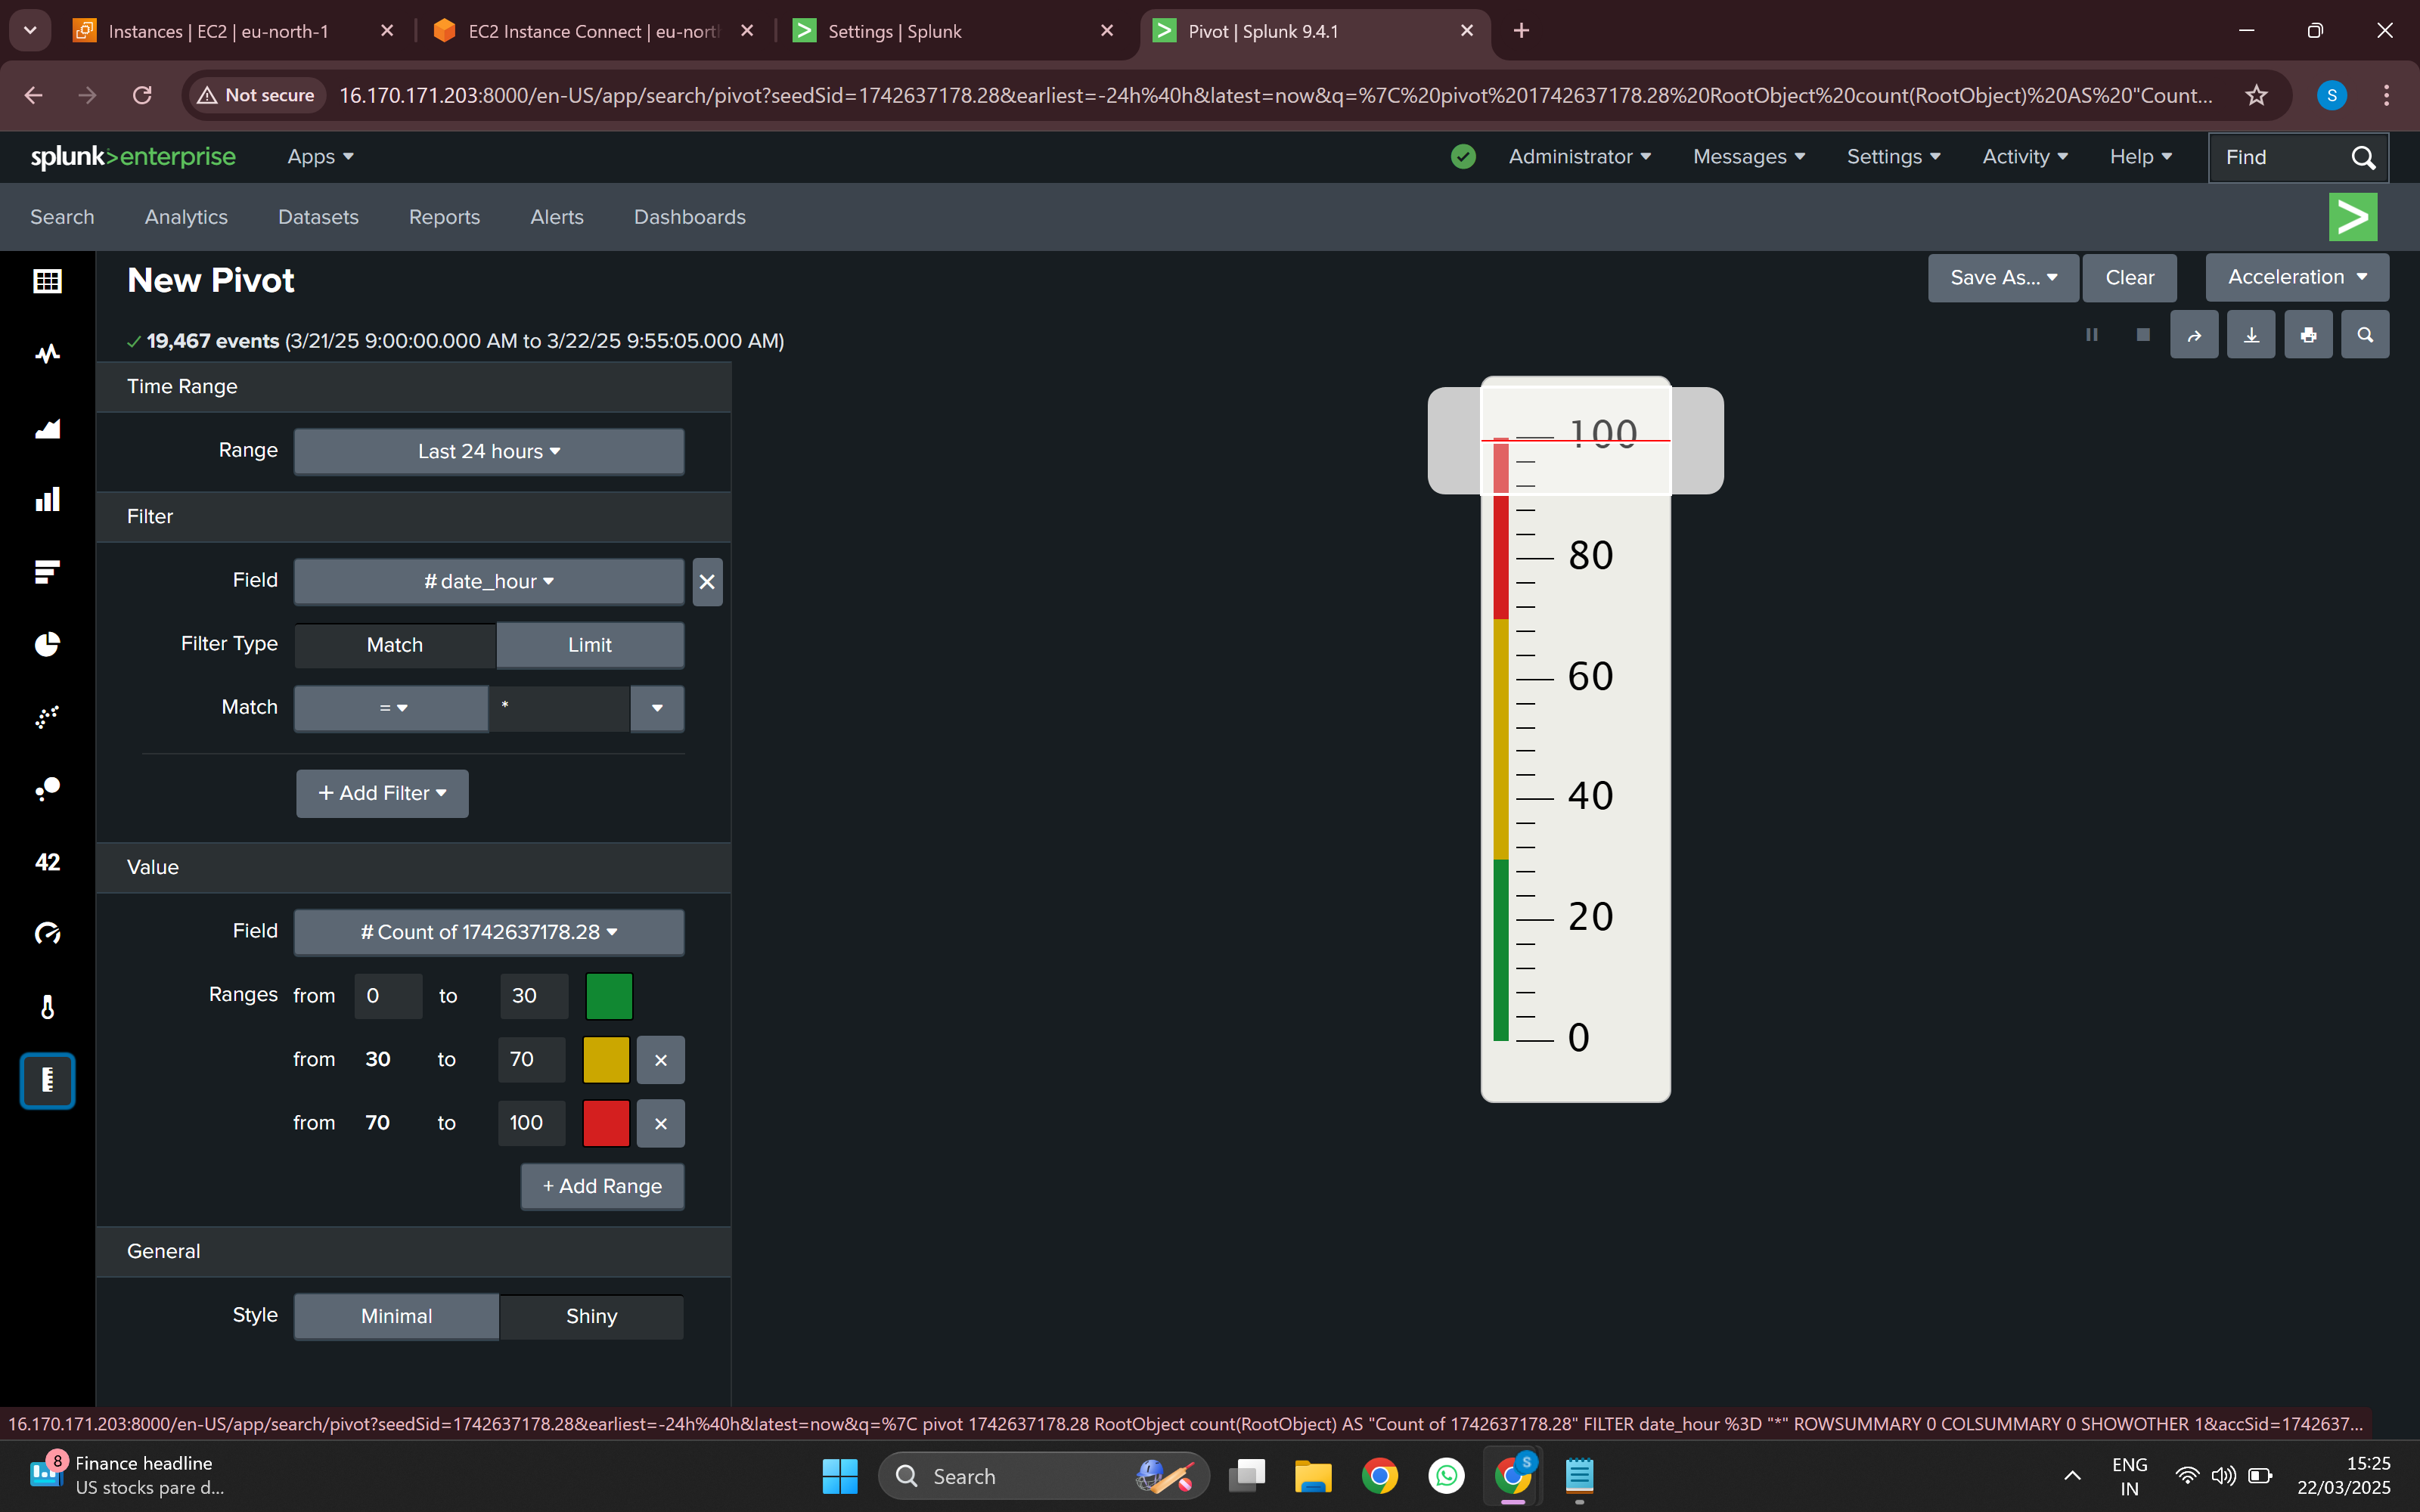 Instances | EC2 | eu-north-1
EC2 Instance Connect | eu-nort
Settings | Splunk
Pivot | Splunk 9.4.1
Not secure
16.170.171.203:8000/en-US/app/search/pivot?seedSid=1742637178.28&earliest=-24h%40h&latest=now&q=%7C%20pivot%201742637178.28%20RootObject%20count(RootObject)%20AS%20"Count...
S
splunk>enterprise
Apps
Administrator
Messages
Settings
Activity
Help
Find
Search
Analytics
Datasets
Reports
Alerts
Dashboards
New Pivot
Save As...
Clear
Acceleration
19,467 events (3/21/25 9:00:00.000 AM to 3/22/25 9:55:05.000 AM)
Time Range
Range
Last 24 hours
Filter
Field
# date_hour
Filter Type
Match
Limit
Match
=
*
+ Add Filter
Value
42
Field
# Count of 1742637178.28
Ranges from 0 to 30
from 30 to 70
from 70 to 100
+ Add Range
General
Style
Minimal
Shiny
100
80
60
40
20
0
16.170.171.203:8000/en-US/app/search/pivot?seedSid=1742637178.28&earliest=-24h%40h&latest=now&q=%7C pivot 1742637178.28 RootObject count(RootObject) AS "Count of 1742637178.28" FILTER date_hour %3D "*" ROWSUMMARY 0 COLSUMMARY 0 SHOWOTHER 1&accSid=1742637...
8
Finance headline
US stocks pare d...
Search
S
ENG
IN
15:25
22/03/2025